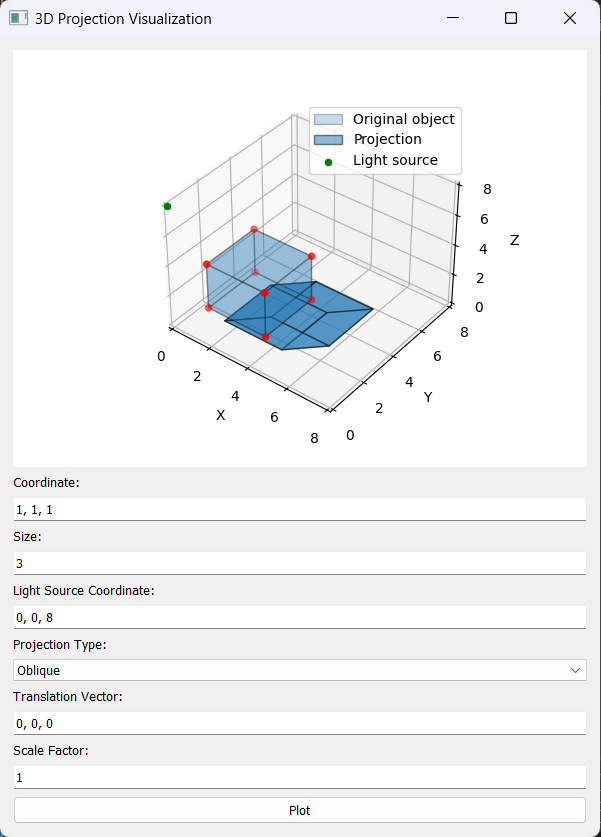 3D Projection Visualization
Original object
Projection
Light source
8
6
4
2
0
Z
0
2
4
6
8
X
0
2
4
6
8
Y
Coordinate:
1, 1, 1
Size:
3
Light Source Coordinate:
0, 0, 8
Projection Type:
Oblique
Translation Vector:
0, 0, 0
Scale Factor:
1
Plot